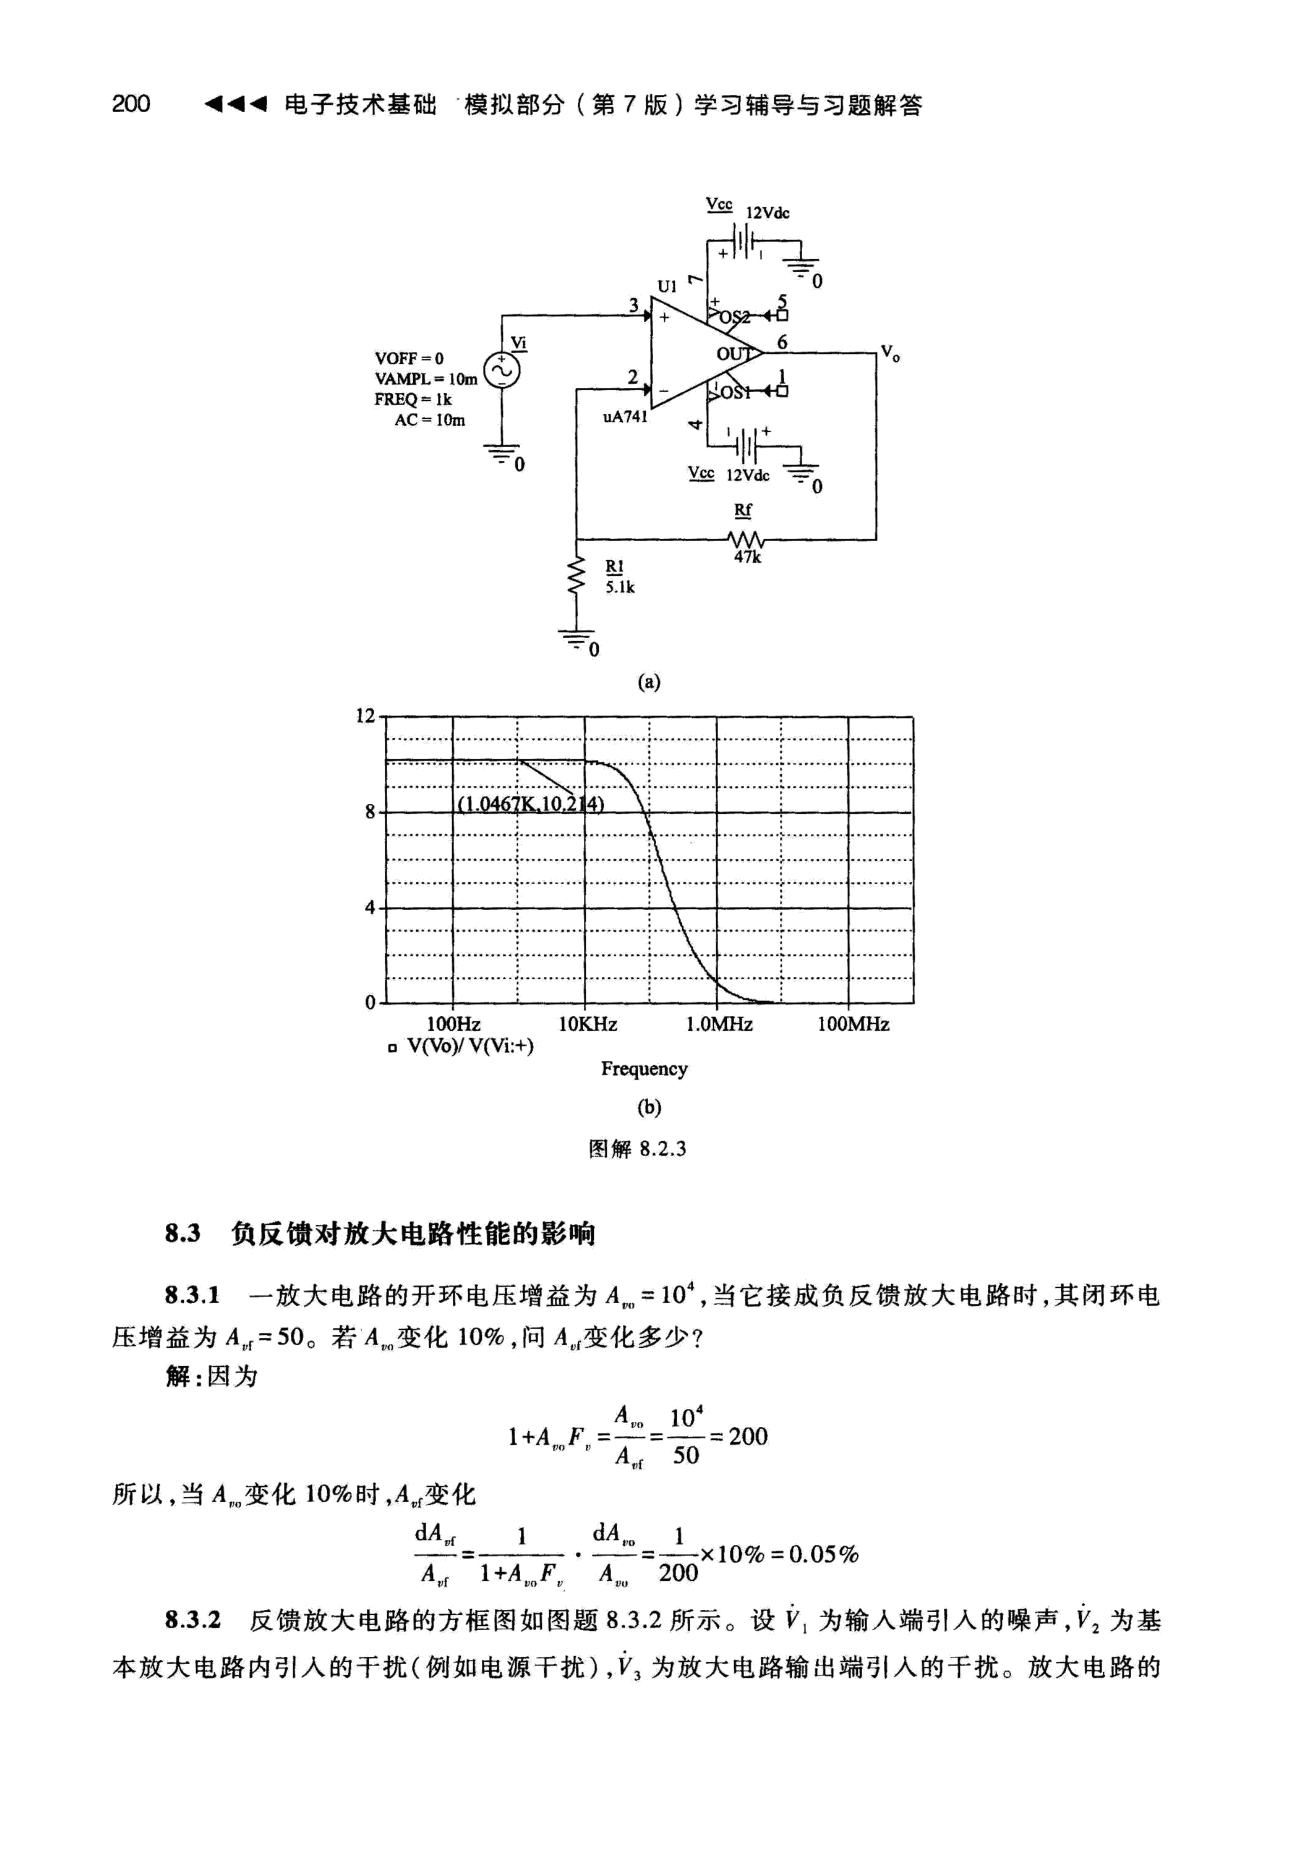 200 ◀◀◀ 电子技术基础 模拟部分（第 7 版）学习辅导与习题解答
Vcc 12Vdc
0
U1
7
3
+
V+
OS2
5
Vi
VOFF = 0
VAMPL = 10m
FREQ = 1k
AC = 10m
OUT
6
Vₒ
2
-
V-
OS1
1
uA741
4
0
Vcc 12Vdc
0
Rf
47k
R1
5.1k
0
(a)
12
(1.0467K,10.214)
8
4
0
100Hz 10KHz 1.0MHz 100MHz
▫ V(Vo)/ V(Vi:+)
Frequency
(b)
图解 8.2.3
8.3 负反馈对放大电路性能的影响
8.3.1 一放大电路的开环电压增益为 A_vo = 10⁴,当它接成负反馈放大电路时,其闭环电
压增益为 A_vf = 50。若 A_vo 变化 10%,问 A_vf 变化多少?
解:因为
1+A_vo F_v = A_vo/A_vf = 10⁴/50 = 200
所以,当 A_vo 变化 10%时,A_vf 变化
dA_vf/A_vf = 1/(1+A_vo F_v) · dA_vo/A_vo = 1/200 ×10% = 0.05%
8.3.2 反馈放大电路的方框图如图题 8.3.2 所示。设 V̇₁ 为输入端引入的噪声,V̇₂ 为基
本放大电路内引入的干扰(例如电源干扰),V̇₃ 为放大电路输出端引入的干扰。放大电路的